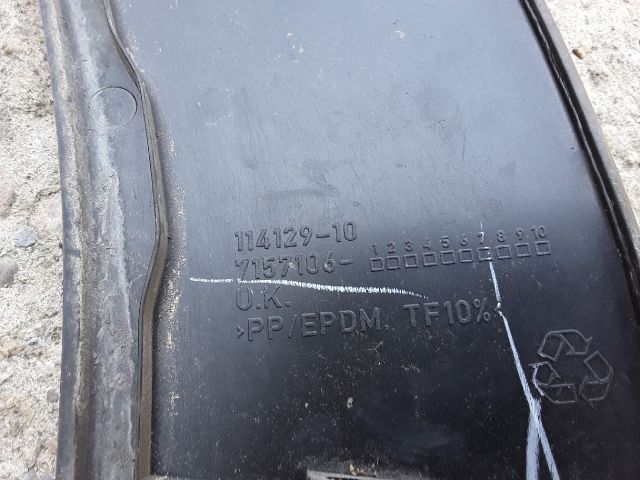 114129-10
1 2 3 4 5 6 7 8 9 10
7157106-
U.K.
>PP/EPDM. TF10%<